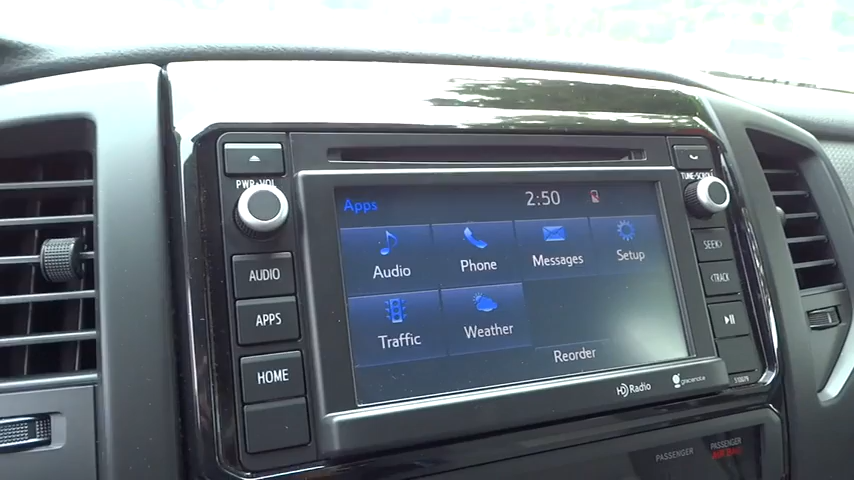 PWR•VOL
TUNE•SCROLL
Apps
2:50
Audio
Phone
Messages
Setup
Traffic
Weather
Reorder
AUDIO
APPS
HOME
SEEK>
<TRACK
HD Radio
gracenote
PASSENGER
PASSENGER
AIR BAG